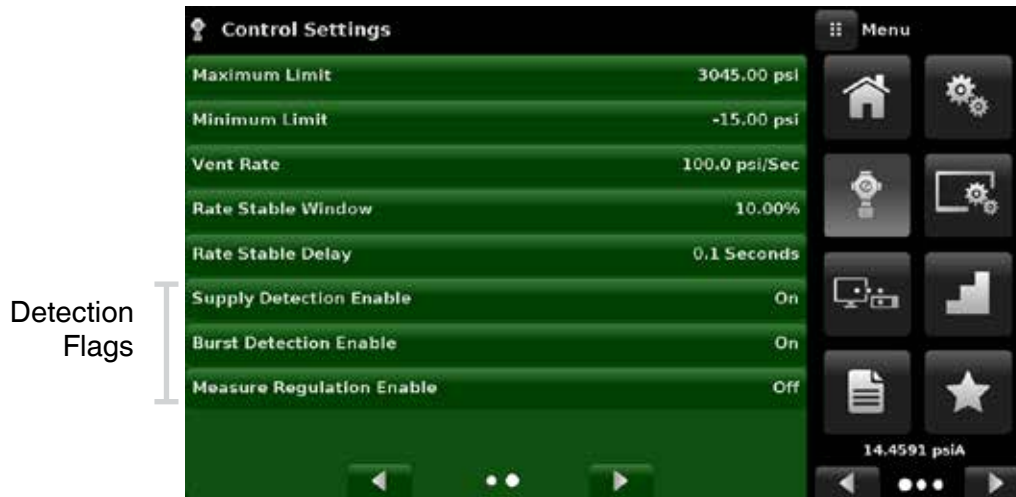 Control Settings
Menu
Maximum Limit 3045.00 psi
Minimum Limit -15.00 psi
Vent Rate 100.0 psi/Sec
Rate Stable Window 10.00%
Rate Stable Delay 0.1 Seconds
Detection
Flags
Supply Detection Enable On
Burst Detection Enable On
Measure Regulation Enable Off
14.4591 psiA